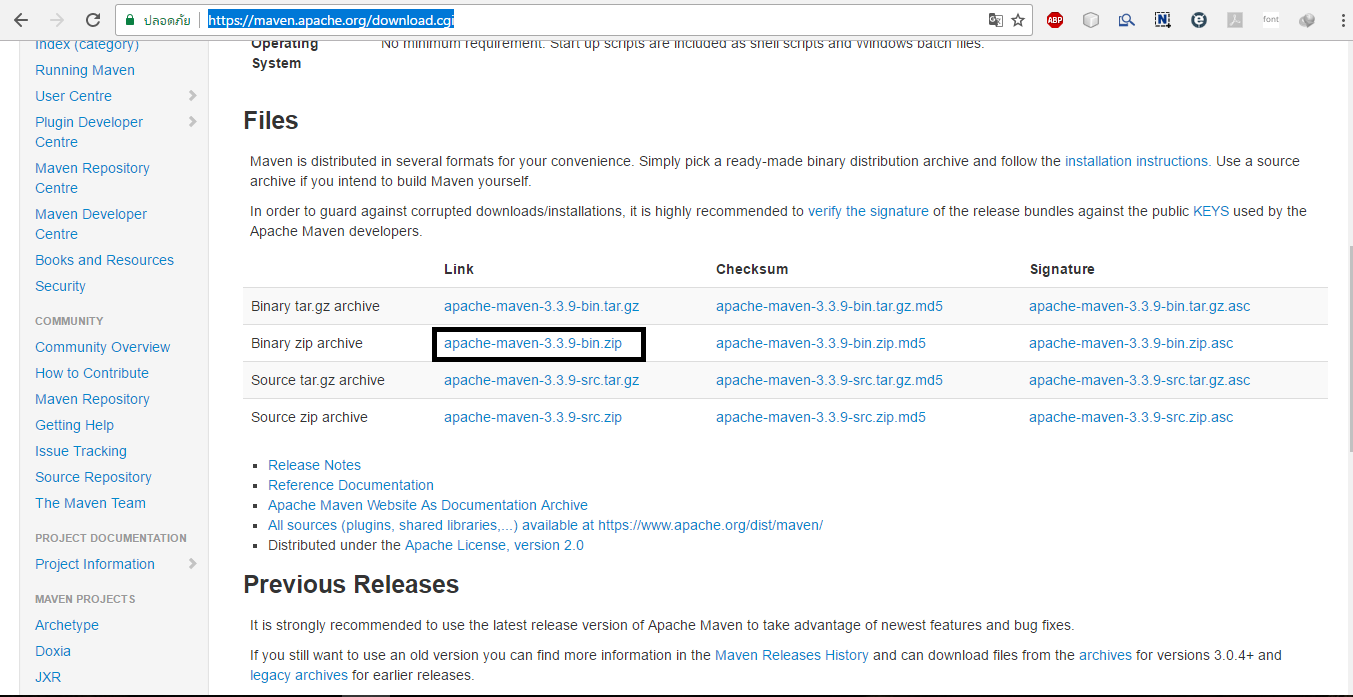 ปลอดภัย https://maven.apache.org/download.cgi ABP N e font
Index (category)
Running Maven
User Centre
Plugin Developer
Centre
Maven Repository
Centre
Maven Developer
Centre
Books and Resources
Security
COMMUNITY
Community Overview
How to Contribute
Maven Repository
Getting Help
Issue Tracking
Source Repository
The Maven Team
PROJECT DOCUMENTATION
Project Information
MAVEN PROJECTS
Archetype
Doxia
JXR
Operating No minimum requirement. Start up scripts are included as shell scripts and Windows batch files.
System
Files
Maven is distributed in several formats for your convenience. Simply pick a ready-made binary distribution archive and follow the installation instructions. Use a source
archive if you intend to build Maven yourself.
In order to guard against corrupted downloads/installations, it is highly recommended to verify the signature of the release bundles against the public KEYS used by the
Apache Maven developers.
Link Checksum Signature
Binary tar.gz archive apache-maven-3.3.9-bin.tar.gz apache-maven-3.3.9-bin.tar.gz.md5 apache-maven-3.3.9-bin.tar.gz.asc
Binary zip archive apache-maven-3.3.9-bin.zip apache-maven-3.3.9-bin.zip.md5 apache-maven-3.3.9-bin.zip.asc
Source tar.gz archive apache-maven-3.3.9-src.tar.gz apache-maven-3.3.9-src.tar.gz.md5 apache-maven-3.3.9-src.tar.gz.asc
Source zip archive apache-maven-3.3.9-src.zip apache-maven-3.3.9-src.zip.md5 apache-maven-3.3.9-src.zip.asc
Release Notes
Reference Documentation
Apache Maven Website As Documentation Archive
All sources (plugins, shared libraries,...) available at https://www.apache.org/dist/maven/
Distributed under the Apache License, version 2.0
Previous Releases
It is strongly recommended to use the latest release version of Apache Maven to take advantage of newest features and bug fixes.
If you still want to use an old version you can find more information in the Maven Releases History and can download files from the archives for versions 3.0.4+ and
legacy archives for earlier releases.